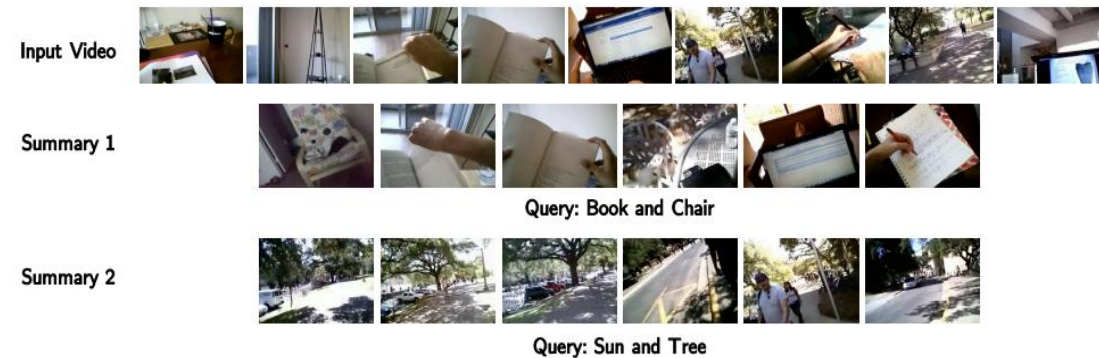 Input Video
Summary 1
Query: Book and Chair
Summary 2
Query: Sun and Tree